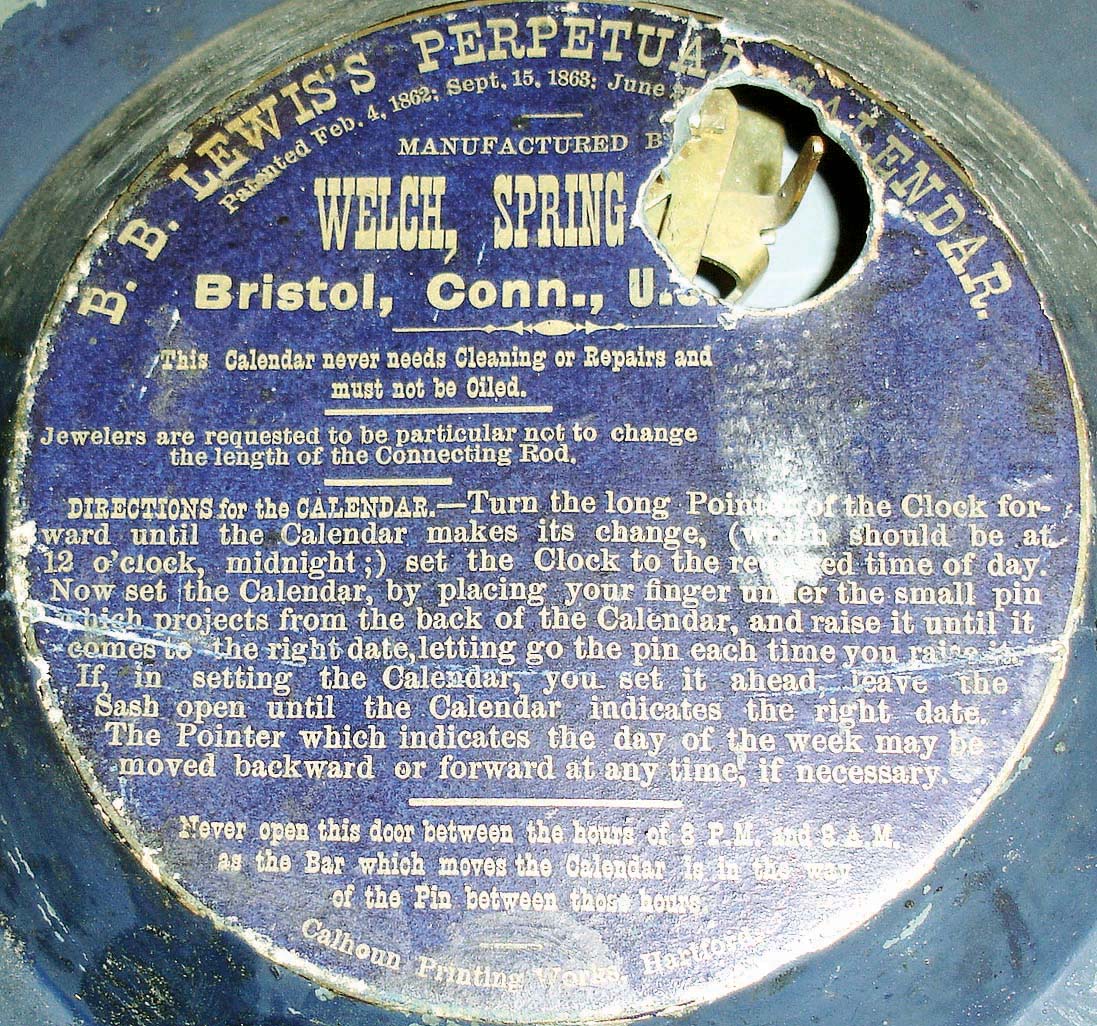 B. B. LEWIS'S PERPETUAL CALENDAR.
Patented Feb. 4, 1862; Sept. 15, 1863; June
MANUFACTURED
WELCH, SPRING
Bristol, Conn., U.S.
This Calendar never needs Cleaning or Repairs and
must not be Oiled.
Jewelers are requested to be particular not to change
the length of the Connecting Rod.
DIRECTIONS for the CALENDAR.—Turn the long Pointer of the Clock for-
ward until the Calendar makes its change, (which should be at
12 o'clock, midnight;) set the Clock to the required time of day.
Now set the Calendar, by placing your finger under the small pin
which projects from the back of the Calendar, and raise it until it
comes to the right date, letting go the pin each time you raise it.
If, in setting the Calendar, you set it ahead, leave the
Sash open until the Calendar indicates the right date.
The Pointer which indicates the day of the week may be
moved backward or forward at any time, if necessary.
Never open this door between the hours of 8 P.M. and 8 A.M.
as the Bar which moves the Calendar is in the way
of the Pin between those hours.
Calhoun Printing Works, Hartford.